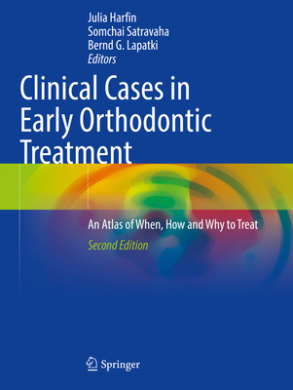 Julia Harfin
Somchai Satravaha
Bernd G. Lapatki
Editors
Clinical Cases in
Early Orthodontic
Treatment
An Atlas of When, How and Why to Treat
Second Edition
Springer